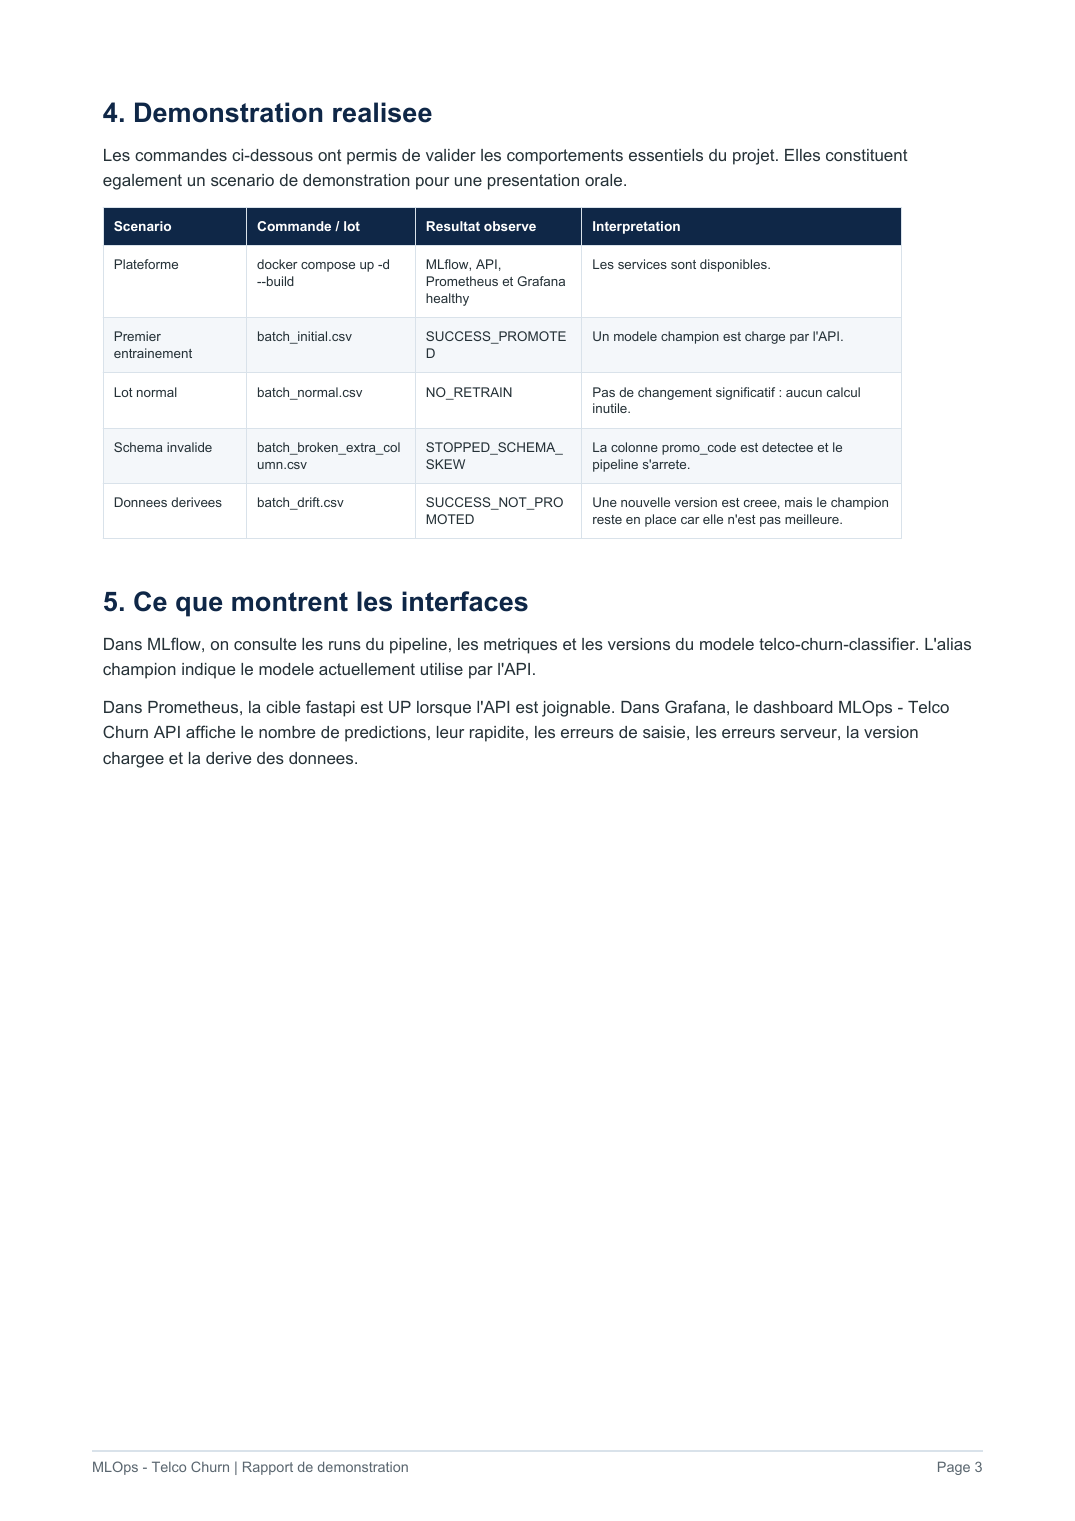 4. Demonstration realisee
Les commandes ci-dessous ont permis de valider les comportements essentiels du projet. Elles constituent
egalement un scenario de demonstration pour une presentation orale.
Scenario Commande / lot Resultat observe Interpretation
Plateforme docker compose up -d MLflow, API, Les services sont disponibles.
--build Prometheus et Grafana
healthy
Premier batch_initial.csv SUCCESS_PROMOTE Un modele champion est charge par l'API.
entrainement D
Lot normal batch_normal.csv NO_RETRAIN Pas de changement significatif : aucun calcul
inutile.
Schema invalide batch_broken_extra_col STOPPED_SCHEMA_ La colonne promo_code est detectee et le
umn.csv SKEW pipeline s'arrete.
Donnees derivees batch_drift.csv SUCCESS_NOT_PRO Une nouvelle version est creee, mais le champion
MOTED reste en place car elle n'est pas meilleure.
5. Ce que montrent les interfaces
Dans MLflow, on consulte les runs du pipeline, les metriques et les versions du modele telco-churn-classifier. L'alias
champion indique le modele actuellement utilise par l'API.
Dans Prometheus, la cible fastapi est UP lorsque l'API est joignable. Dans Grafana, le dashboard MLOps - Telco
Churn API affiche le nombre de predictions, leur rapidite, les erreurs de saisie, les erreurs serveur, la version
chargee et la derive des donnees.
MLOps - Telco Churn | Rapport de demonstration Page 3